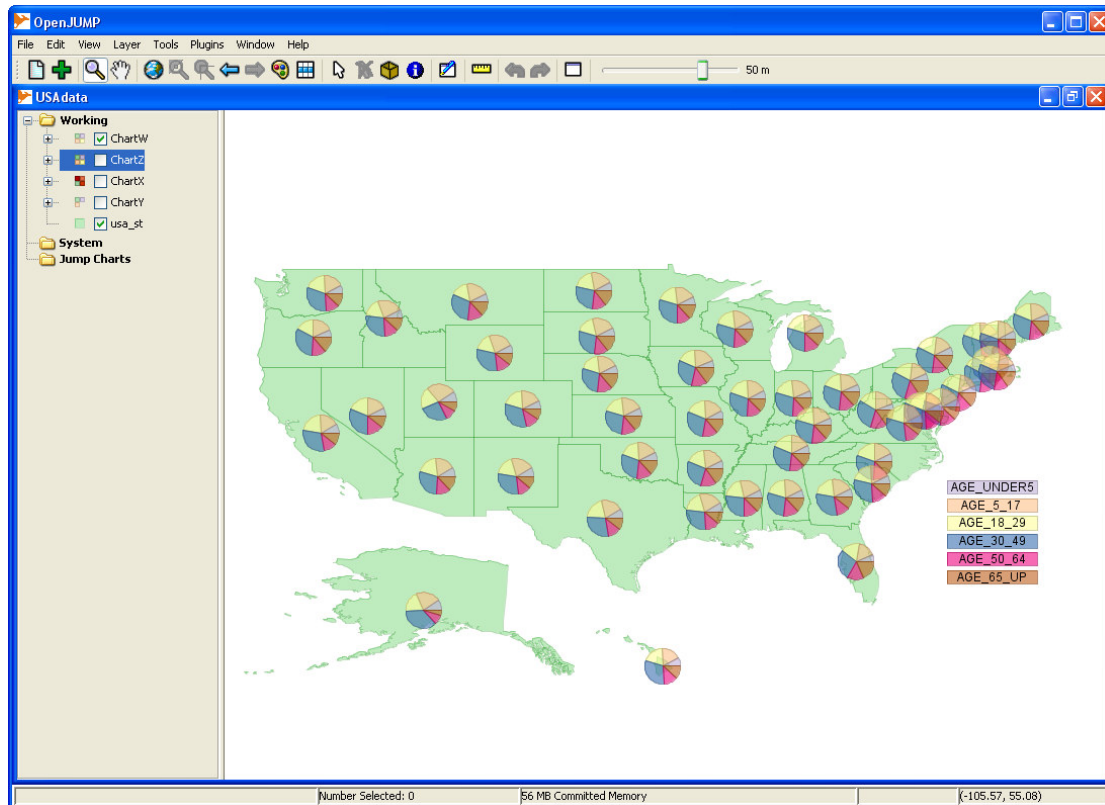 OpenJUMP
File Edit View Layer Tools Plugins Window Help
50 m
USAdata
Working
ChartW
ChartZ
ChartX
ChartY
usa_st
System
Jump Charts
AGE_UNDER5
AGE_5_17
AGE_18_29
AGE_30_49
AGE_50_64
AGE_65_UP
Number Selected: 0 56 MB Committed Memory (-105.57, 55.08)